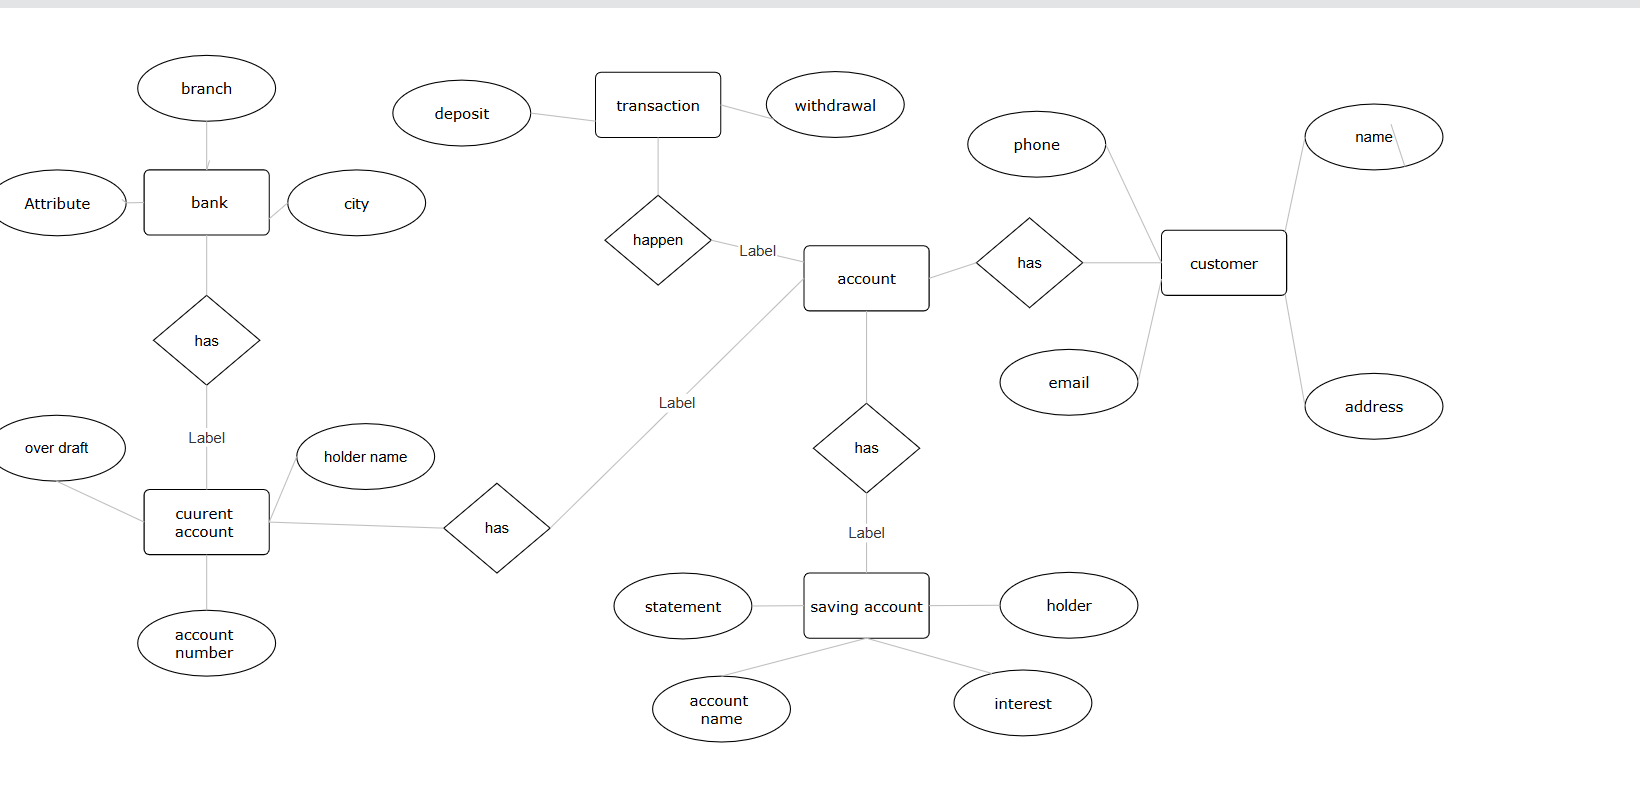 branch
transaction
deposit
withdrawal
phone
name
Attribute
bank
city
happen
Label
account
has
customer
has
Label
email
address
Label
over draft
holder name
has
cuurent
account
has
Label
statement
saving account
holder
account
number
account
name
interest